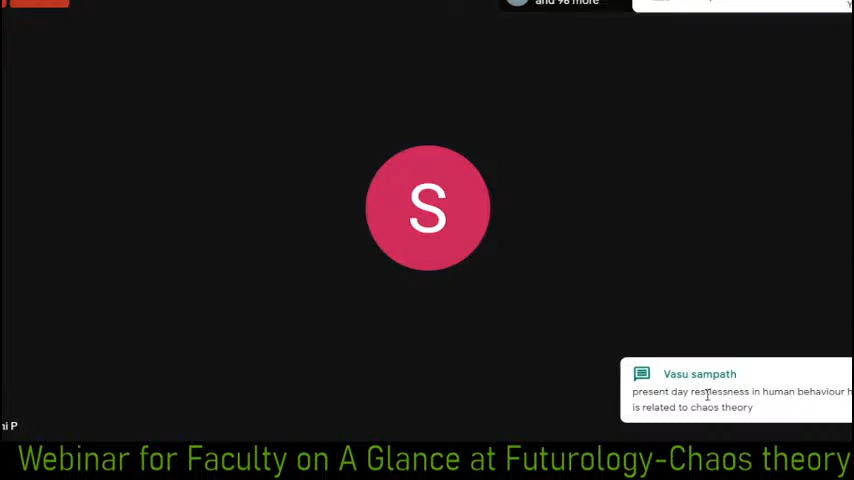 and 96 more
S
Vasu sampath
present day restlessness in human behaviour
is related to chaos theory
ni P
Webinar for Faculty on A Glance at Futurology-Chaos theory